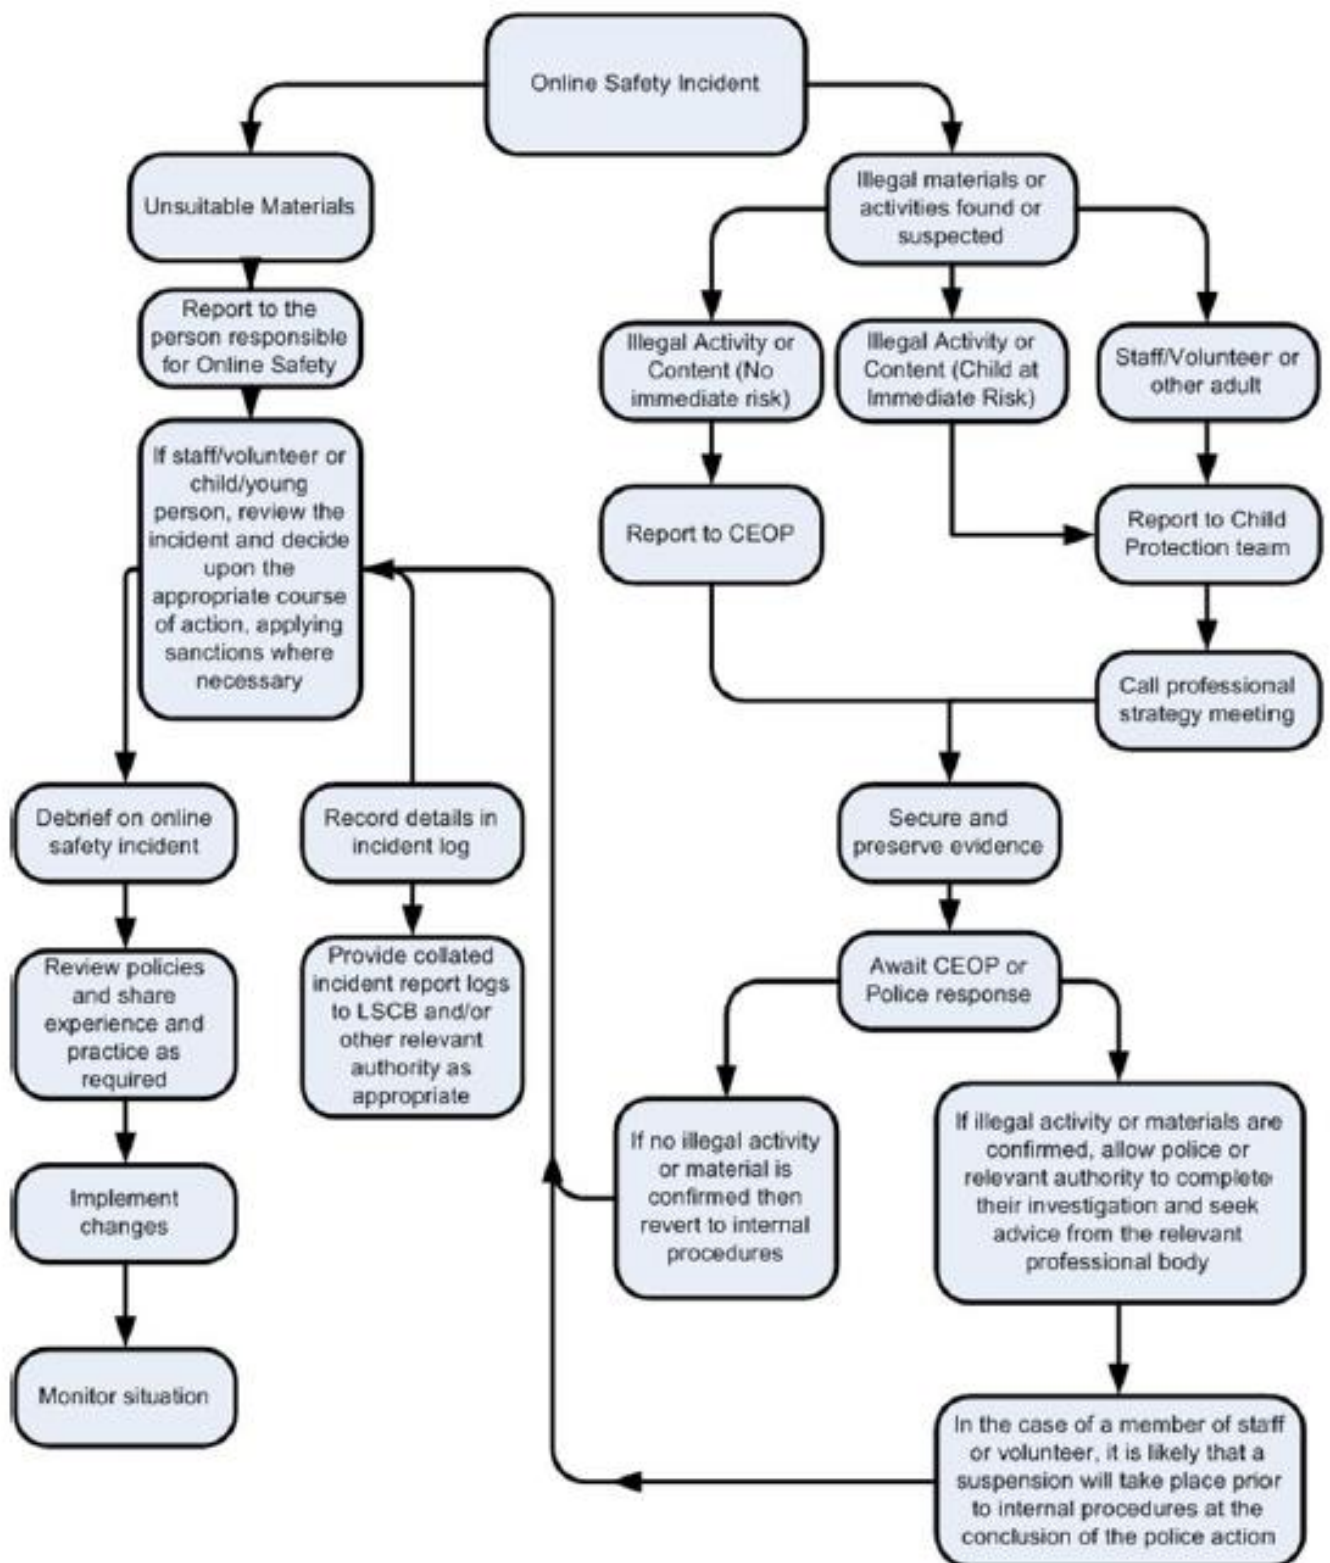 Online Safety Incident
Unsuitable Materials
Report to the
person responsible
for Online Safety
If staff/volunteer or
child/young
person, review the
incident and decide
upon the
appropriate course
of action, applying
sanctions where
necessary
Debrief on online
safety incident
Review policies
and share
experience and
practice as
required
Implement
changes
Monitor situation
Record details in
incident log
Provide collated
incident report logs
to LSCB and/or
other relevant
authority as
appropriate
Illegal materials or
activities found or
suspected
Illegal Activity or
Content (No
immediate risk)
Illegal Activity or
Content (Child at
Immediate Risk)
Staff/Volunteer or
other adult
Report to CEOP
Report to Child
Protection team
Call professional
strategy meeting
Secure and
preserve evidence
Await CEOP or
Police response
If no illegal activity
or material is
confirmed then
revert to internal
procedures
If illegal activity or materials are
confirmed, allow police or
relevant authority to complete
their investigation and seek
advice from the relevant
professional body
In the case of a member of staff
or volunteer, it is likely that a
suspension will take place prior
to internal procedures at the
conclusion of the police action